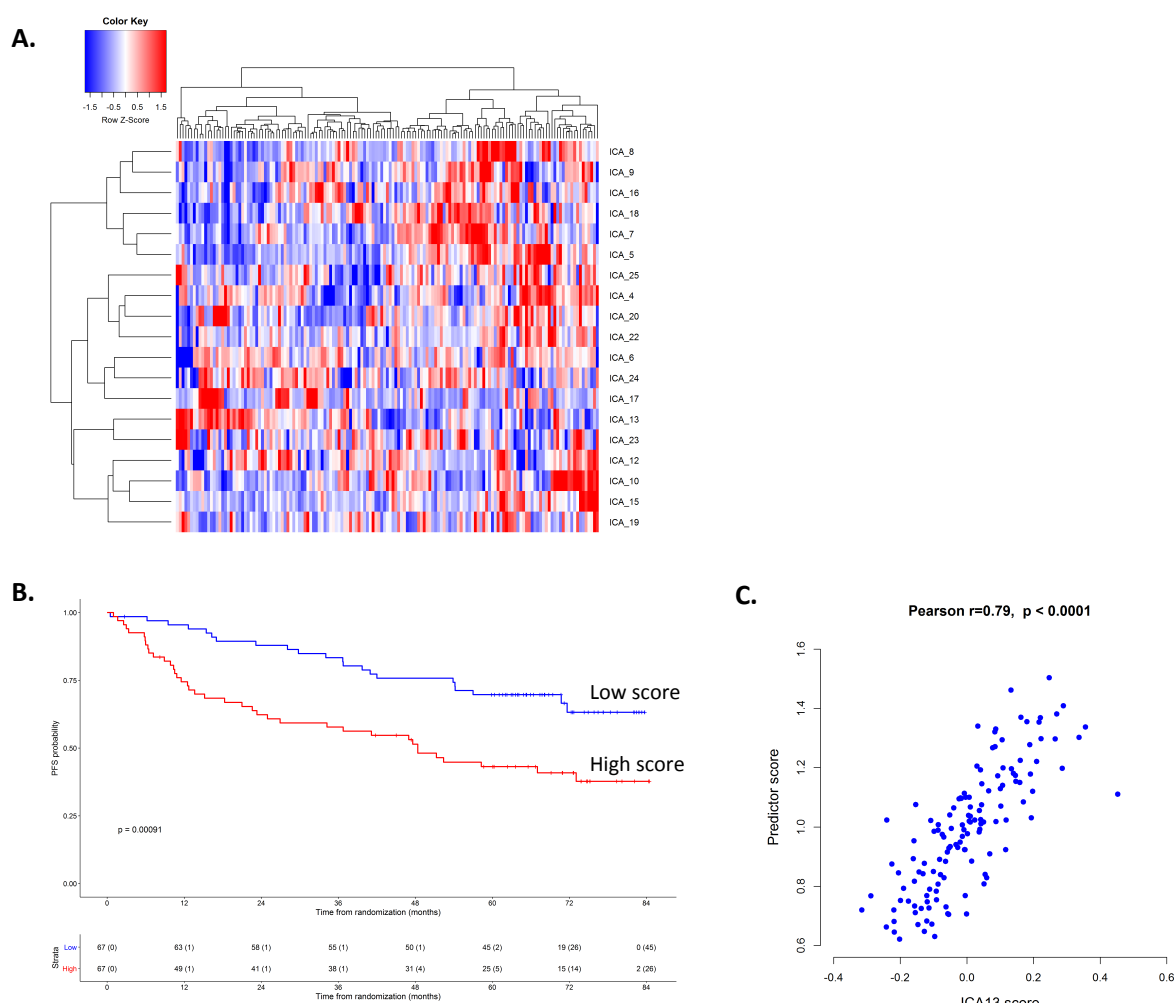 A.
Color Key
-1.5 -0.5 0.5 1.5
Row Z-Score
ICA_8
ICA_9
ICA_16
ICA_18
ICA_7
ICA_5
ICA_25
ICA_4
ICA_20
ICA_22
ICA_6
ICA_24
ICA_17
ICA_13
ICA_23
ICA_12
ICA_10
ICA_15
ICA_19
B.
1.00
0.75
0.50
0.25
0.00
PFS probability
Low score
High score
p = 0.00091
0 12 24 36 48 60 72 84
Time from randomization (months)
Strata
Low 67 (0) 63 (1) 58 (1) 55 (1) 50 (1) 45 (2) 19 (26) 0 (45)
High 67 (0) 49 (1) 41 (1) 38 (1) 31 (4) 25 (5) 15 (14) 2 (26)
0 12 24 36 48 60 72 84
Time from randomization (months)
C.
Pearson r=0.79, p < 0.0001
1.6
1.4
1.2
1.0
0.8
0.6
Predictor score
-0.4 -0.2 0.0 0.2 0.4 0.6
ICA13 score